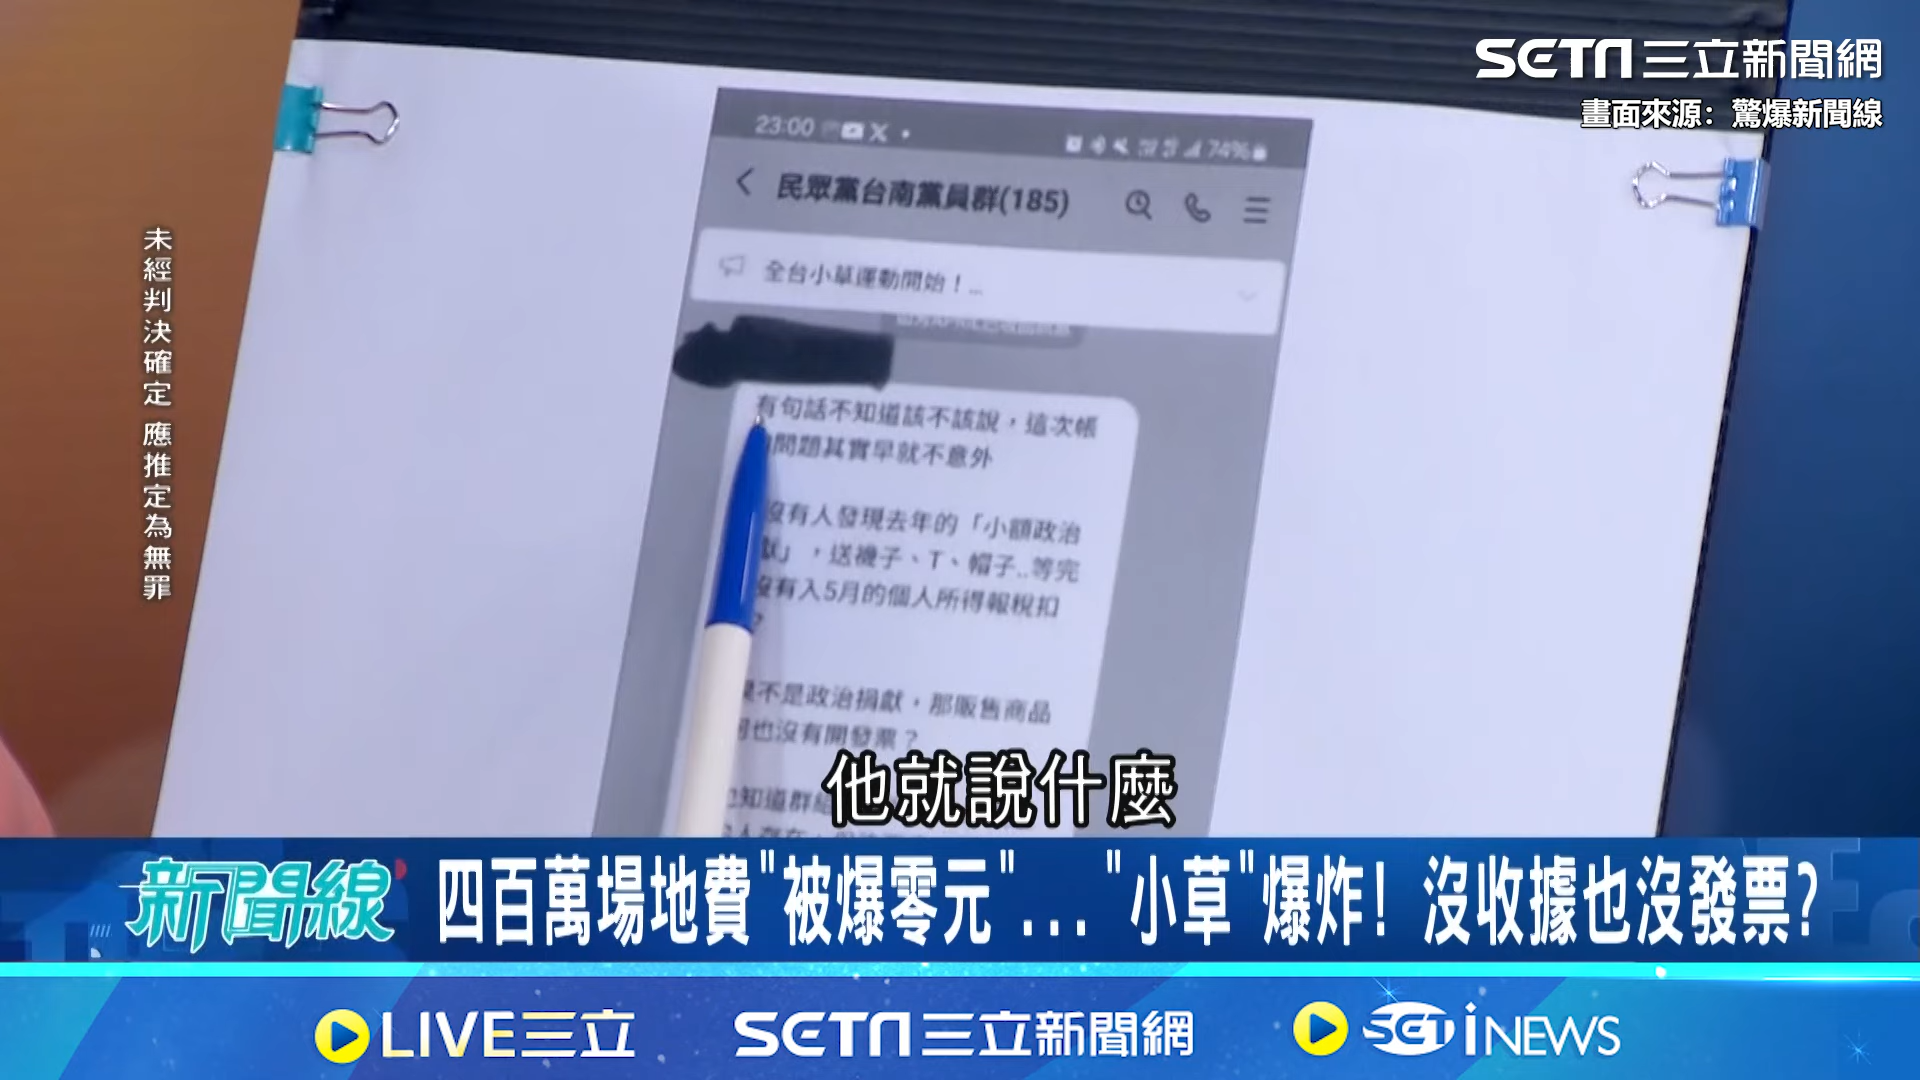 SETN三立新聞網
畫面來源：驚爆新聞線
未經判決確定 應推定為無罪
23:00
74%
民眾黨台南黨員群(185)
全台小草運動開始！...
有句話不知道該不該說，這次帳
問題其實早就不意外
沒有人發現去年的「小額政治
獻」，送襪子、T、帽子..等完
沒有入5月的個人所得報稅扣
?
不是政治捐獻，那販售商品
也沒有開發票？
知道群組
他就說什麼
新聞線
四百萬場地費"被爆零元"..."小草"爆炸! 沒收據也沒發票?
LIVE三立
SETN三立新聞網
SET iNEWS